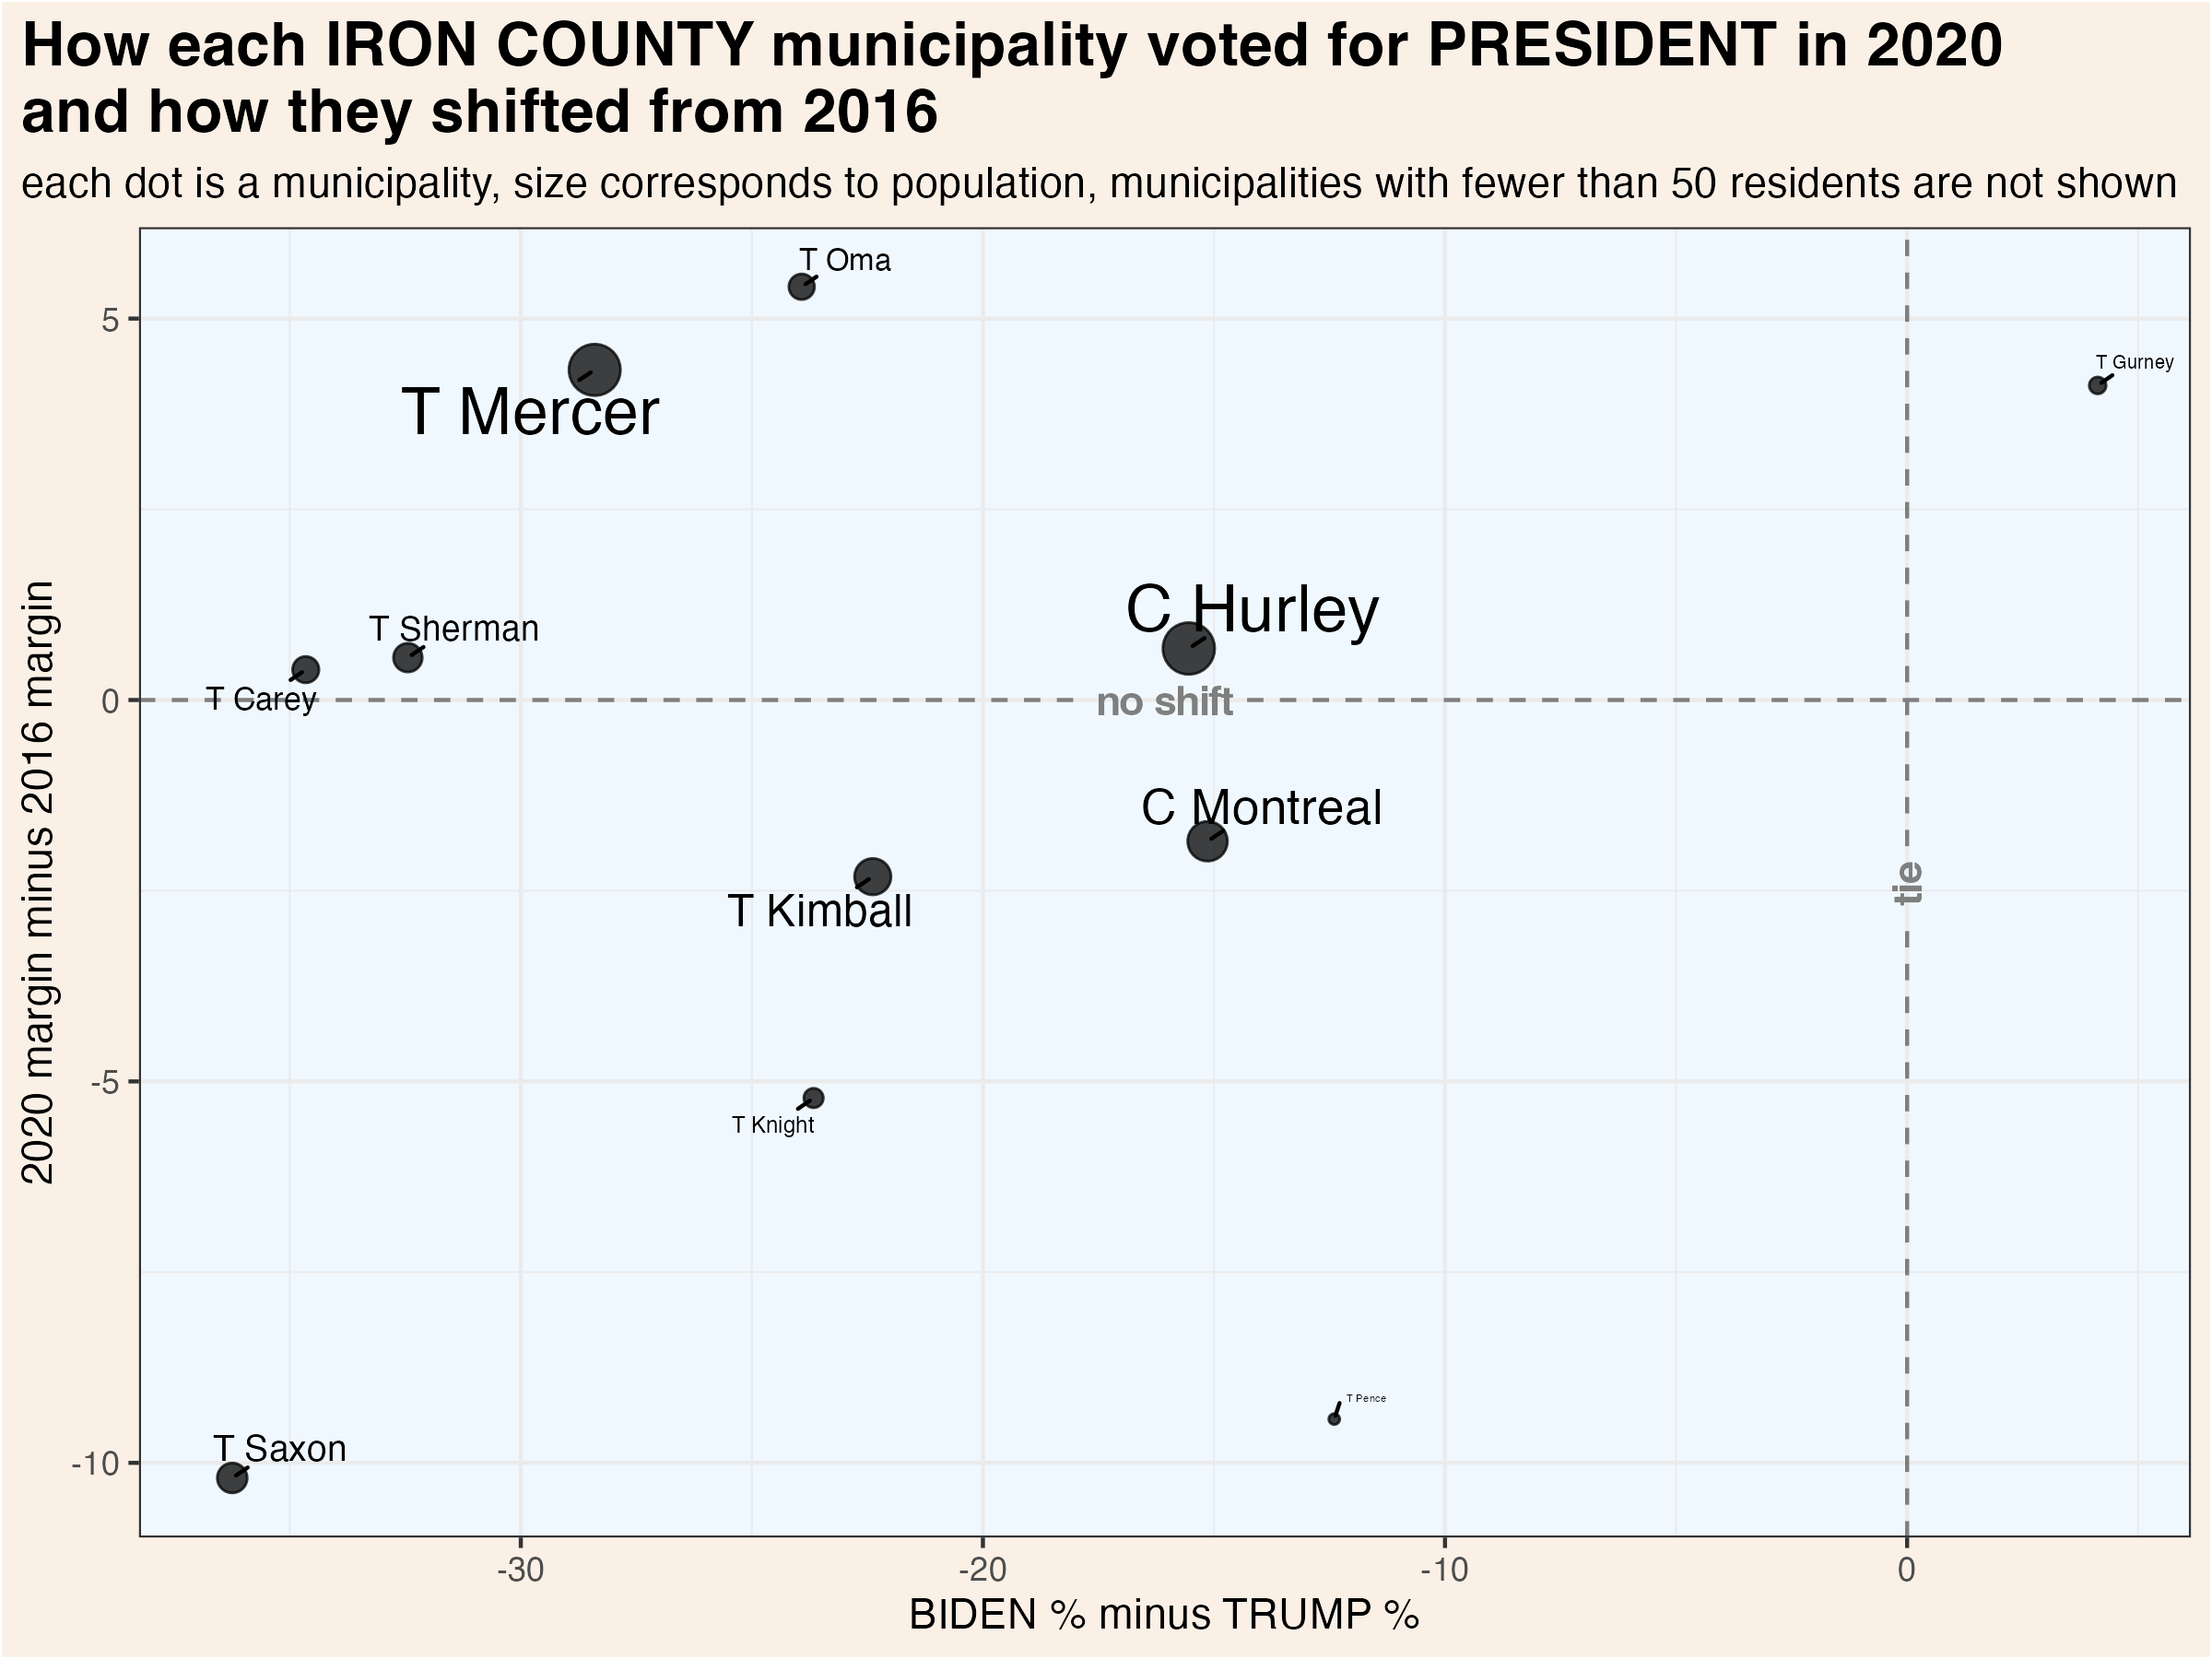 How each IRON COUNTY municipality voted for PRESIDENT in 2020
and how they shifted from 2016
each dot is a municipality, size corresponds to population, municipalities with fewer than 50 residents are not shown
T Oma
5
T Gurney
T Mercer
C Hurley
T Sherman
T Carey
0
no shift
C Montreal
tie
T Kimball
2020 margin minus 2016 margin
-5
T Knight
T Pence
T Saxon
-10
-30
-20
-10
0
BIDEN % minus TRUMP %